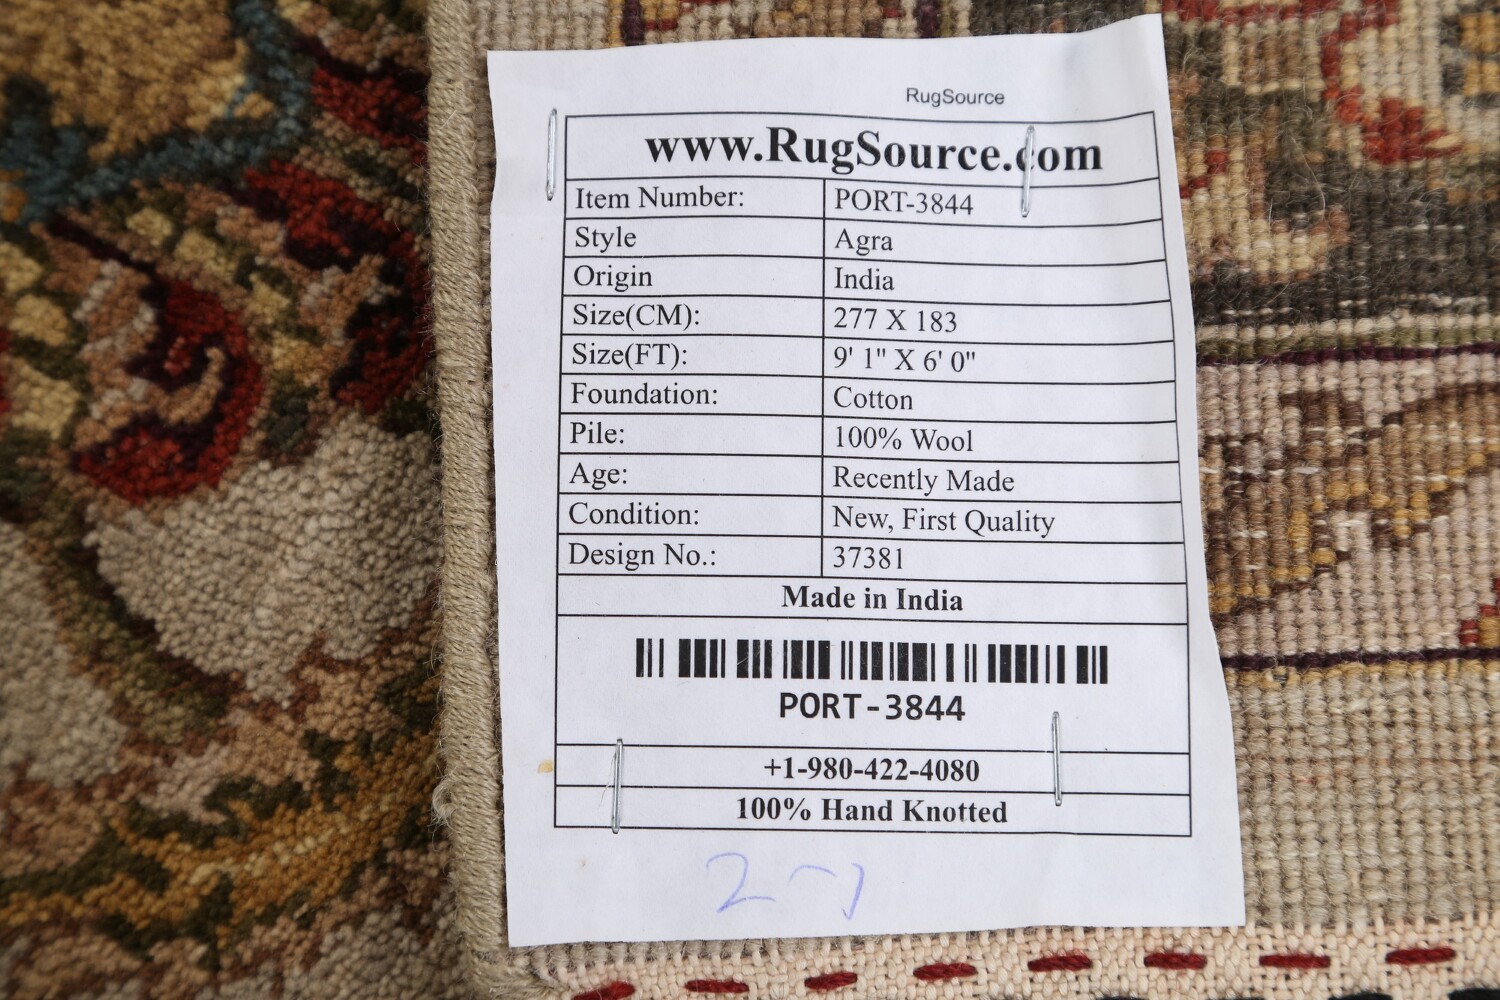 RugSource
www.RugSource.com
Item Number: PORT-3844
Style Agra
Origin India
Size(CM): 277 X 183
Size(FT): 9' 1" X 6' 0"
Foundation: Cotton
Pile: 100% Wool
Age: Recently Made
Condition: New, First Quality
Design No.: 37381
Made in India
PORT-3844
+1-980-422-4080
100% Hand Knotted
2-1